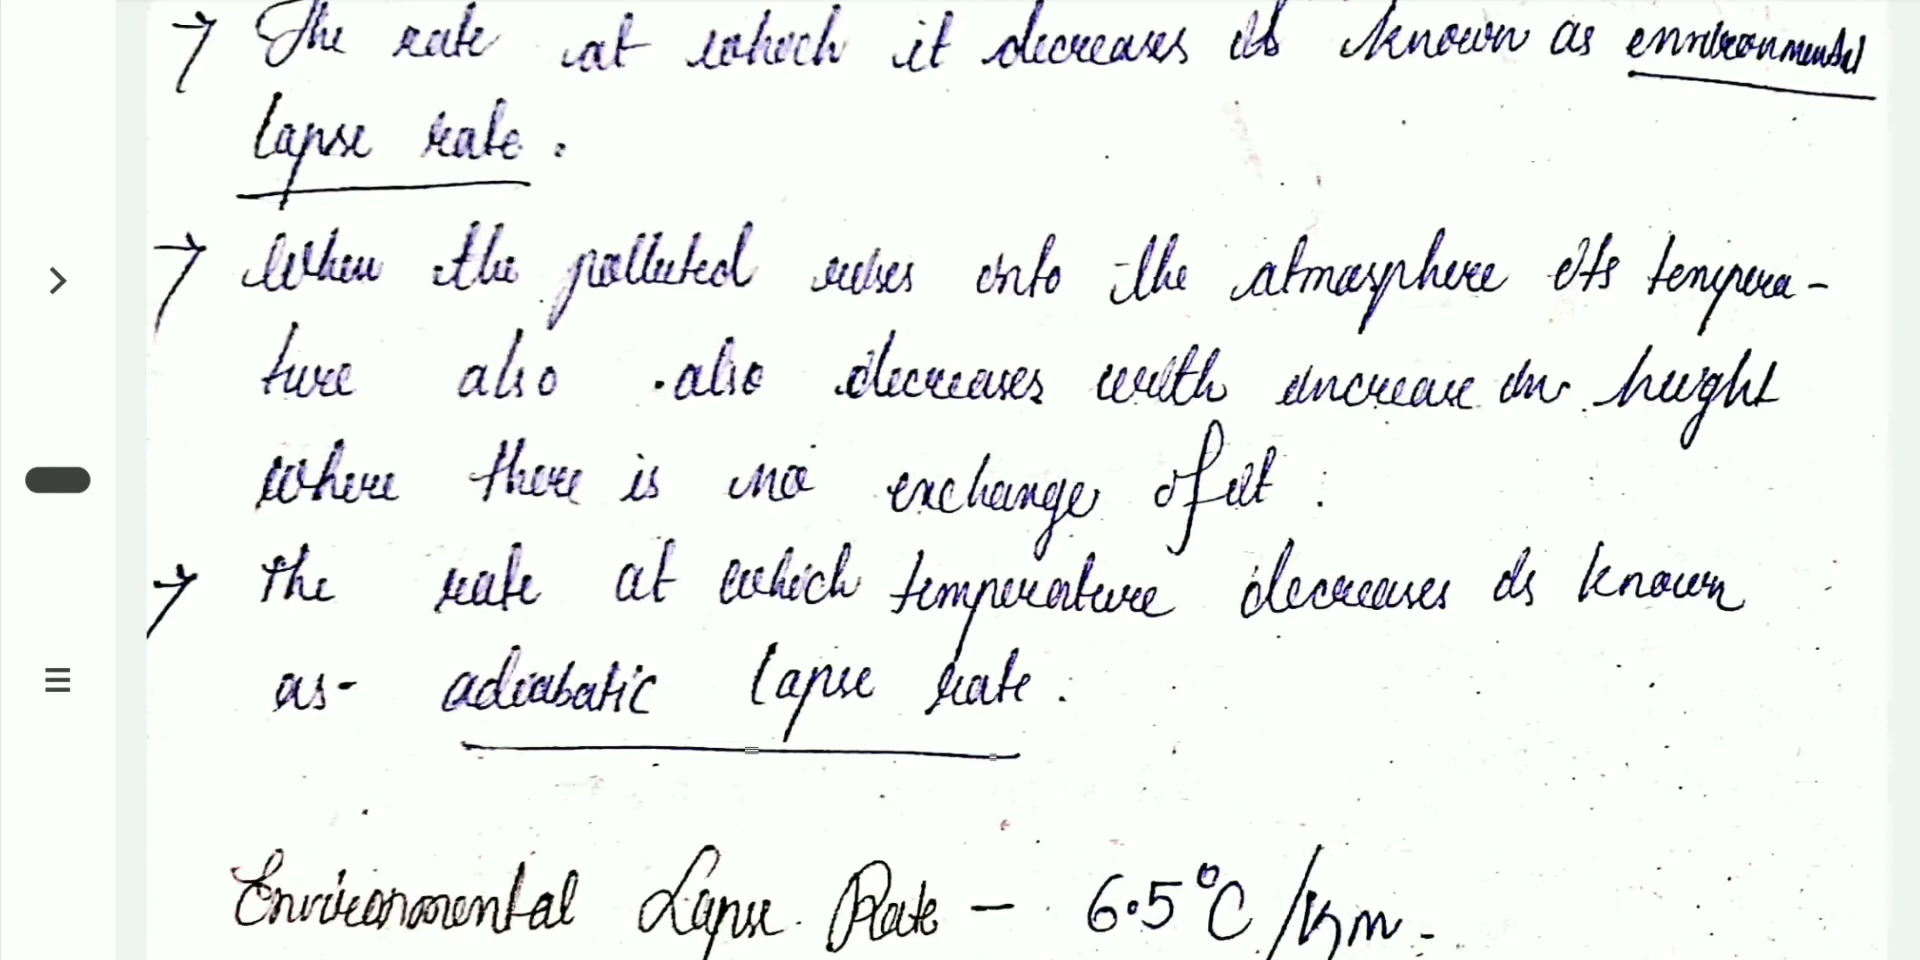 → The rate at which it decreases is known as environmental
lapse rate.
→ When the polluted rises into the atmosphere its tempera-
ture also also decreases with increase in height
where there is no exchange of it.
→ The rate at which temperature decreases is known
as- adiabatic lapse rate.
Environmental Lapse Rate - 6.5°C/km.